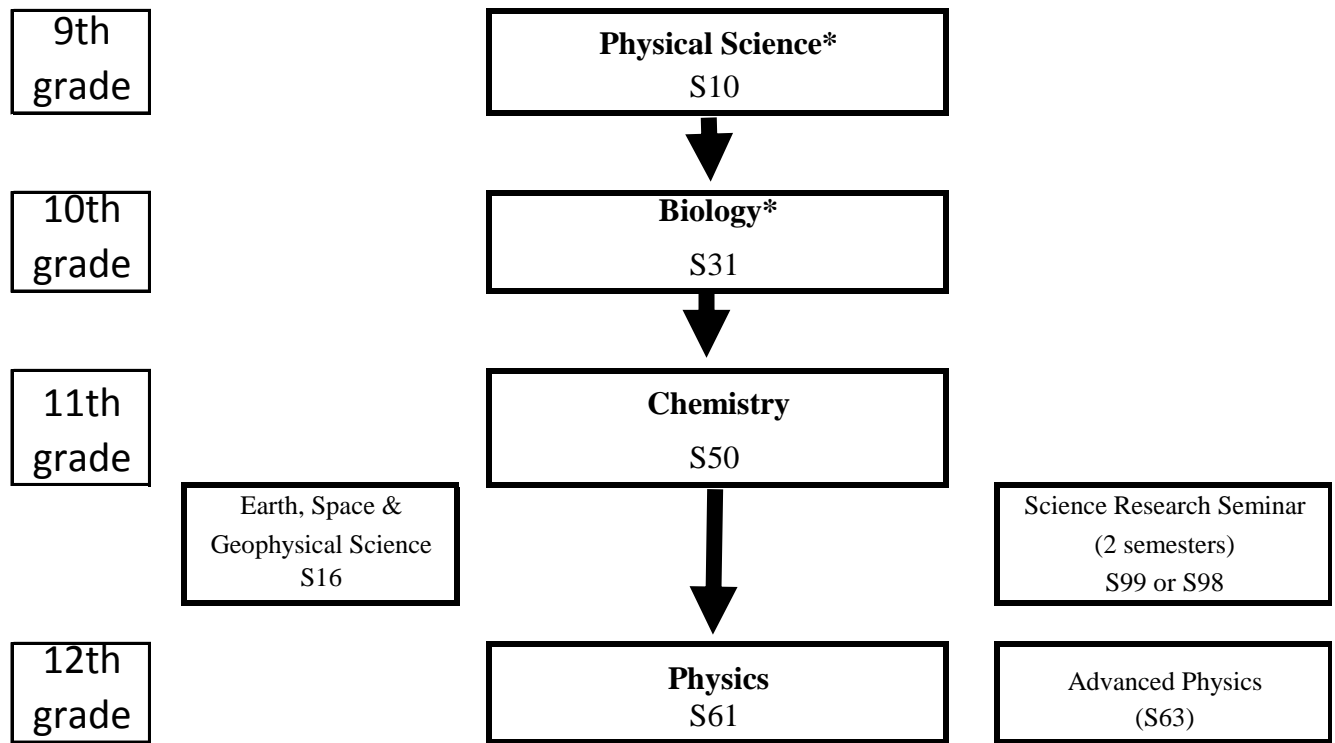 9th
grade
Physical Science*
S10
10th
grade
Biology*
S31
11th
grade
Chemistry
S50
Earth, Space &
Geophysical Science
S16
Science Research Seminar
(2 semesters)
S99 or S98
12th
grade
Physics
S61
Advanced Physics
(S63)